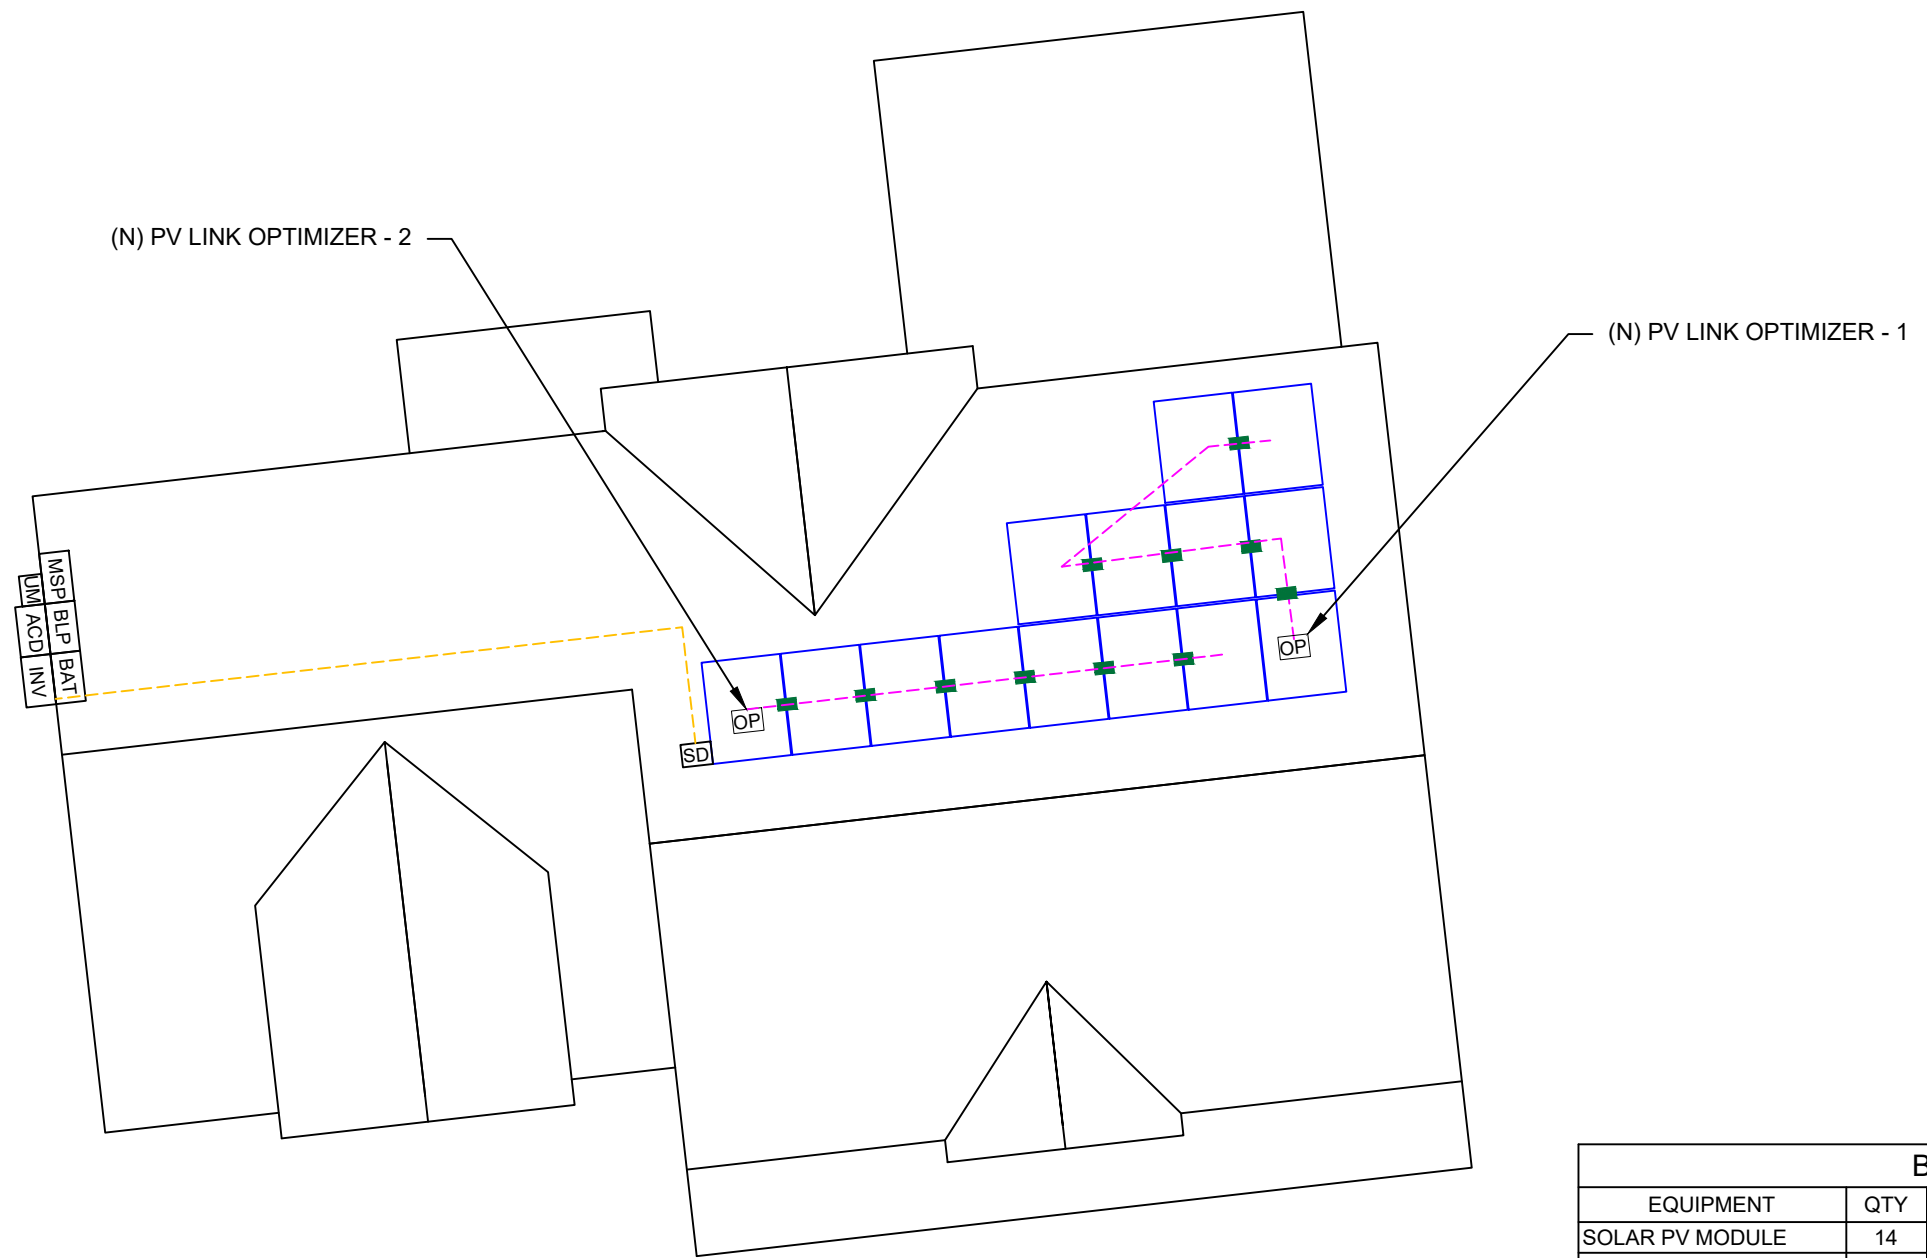 (N) PV LINK OPTIMIZER - 2
(N) PV LINK OPTIMIZER - 1
MSP
UM
BLP
ACD
BAT
INV
OP
OP
SD
B
EQUIPMENT QTY
SOLAR PV MODULE 14